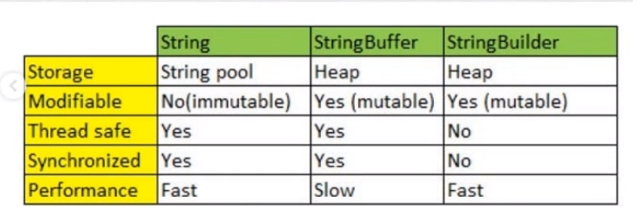 String StringBuffer StringBuilder
Storage String pool Heap Heap
Modifiable No(immutable) Yes (mutable) Yes (mutable)
Thread safe Yes Yes No
Synchronized Yes Yes No
Performance Fast Slow Fast